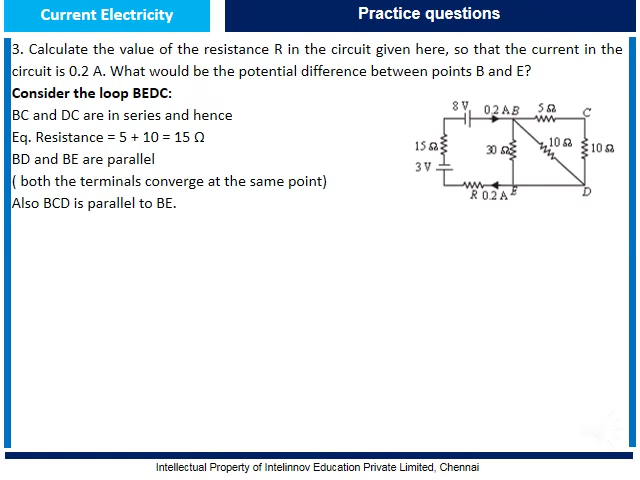 Current Electricity
Practice questions
3. Calculate the value of the resistance R in the circuit given here, so that the current in the
circuit is 0.2 A. What would be the potential difference between points B and E?
Consider the loop BEDC:
BC and DC are in series and hence
Eq. Resistance = 5 + 10 = 15 Ω
BD and BE are parallel
( both the terminals converge at the same point)
Also BCD is parallel to BE.
8 V 0.2 A B 5 Ω C
15 Ω 30 Ω 10 Ω 10 Ω
3 V
R 0.2 A E D
Intellectual Property of Intelinnov Education Private Limited, Chennai